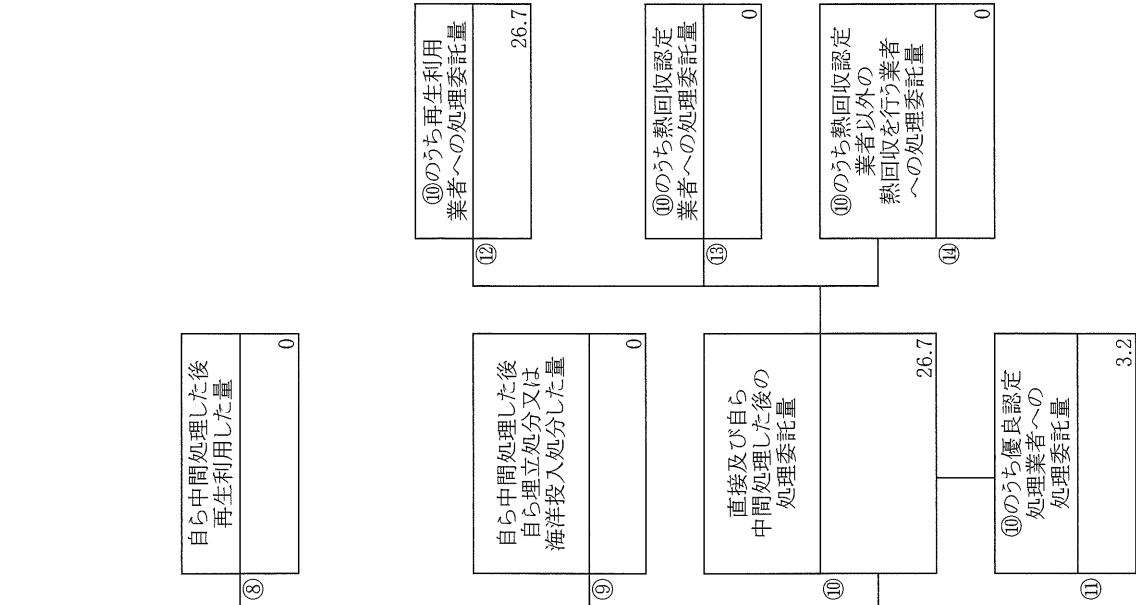 ⑧
自ら中間処理した後
再生利用した量
0
⑨
自ら中間処理した後
自ら埋立処分又は
海洋投入処分した量
0
⑩
直接及び自ら
中間処理した後の
処理委託量
26.7
⑪
⑩のうち優良認定
処理業者への
処理委託量
3.2
⑫
⑩のうち再生利用
業者への処理委託量
26.7
⑬
⑩のうち熱回収認定
業者への処理委託量
0
⑭
⑩のうち熱回収認定
業者以外の
熱回収を行う業者
への処理委託量
0